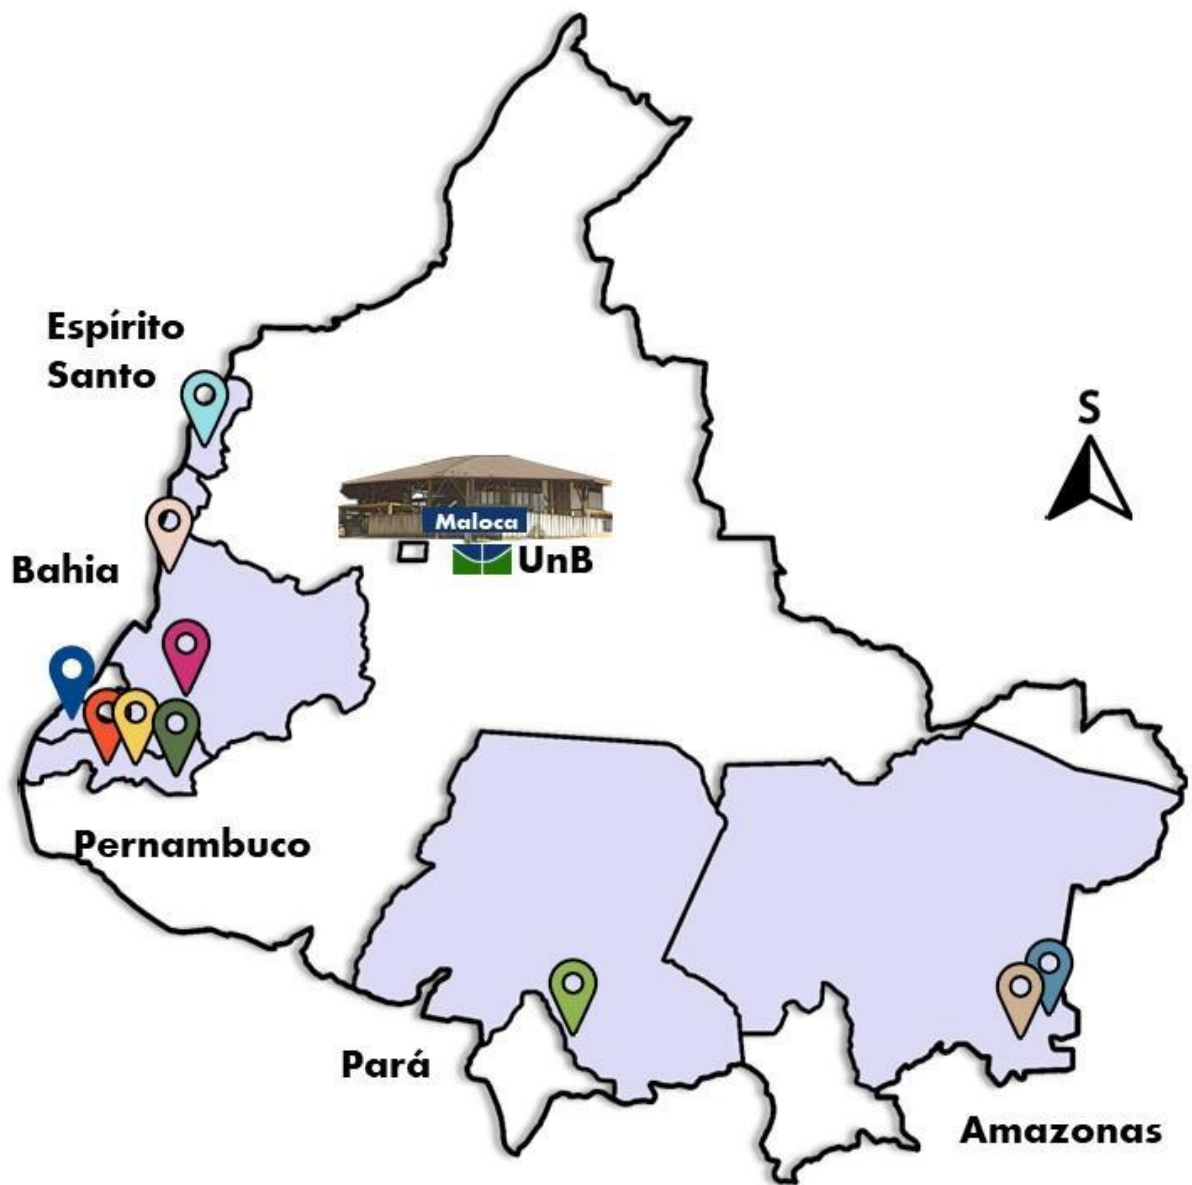 Espírito
Santo
S
Maloca
UnB
Bahia
Pernambuco
Pará
Amazonas